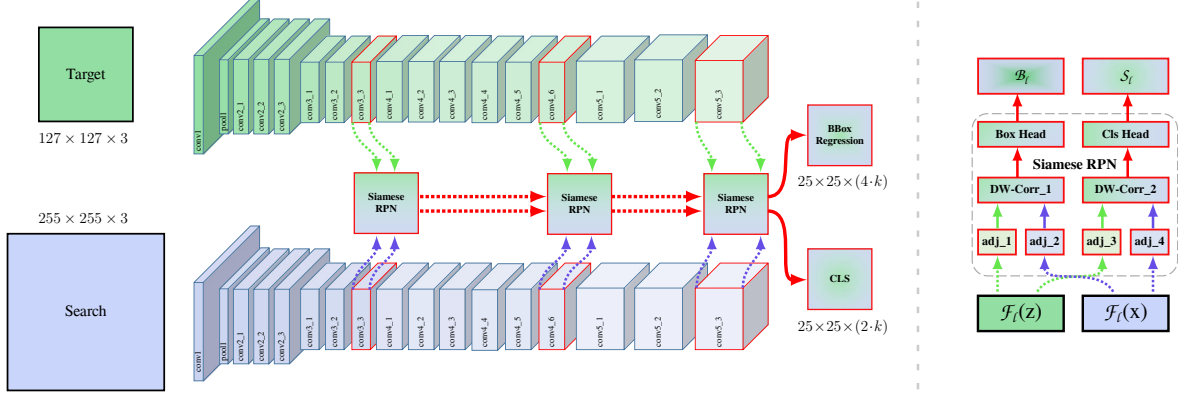 Target
127 × 127 × 3
conv1
pool1
conv2_1
conv2_2
conv2_3
conv3_1
conv3_2
conv3_3
conv4_1
conv4_2
conv4_3
conv4_4
conv4_5
conv4_6
conv5_1
conv5_2
conv5_3
Siamese
RPN
Siamese
RPN
Siamese
RPN
BBox
Regression
25×25×(4·k)
CLS
25×25×(2·k)
255 × 255 × 3
Search
conv1
pool1
conv2_1
conv2_2
conv2_3
conv3_1
conv3_2
conv3_3
conv4_1
conv4_2
conv4_3
conv4_4
conv4_5
conv4_6
conv5_1
conv5_2
conv5_3
ℬ_ℓ
𝒮_ℓ
Box Head
Cls Head
Siamese RPN
DW-Corr_1
DW-Corr_2
adj_1
adj_2
adj_3
adj_4
ℱ_ℓ(z)
ℱ_ℓ(x)